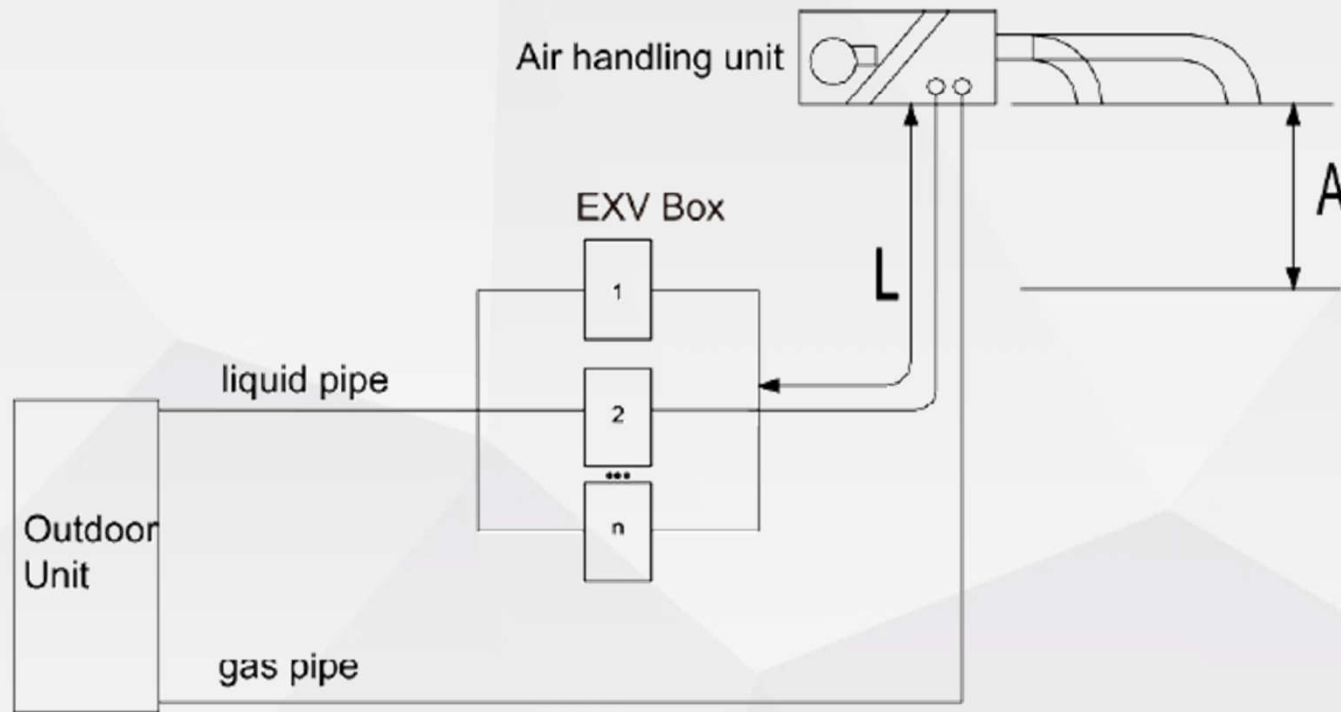 Air handling unit
A
EXV Box
1
L
liquid pipe
2
•••
n
Outdoor
Unit
gas pipe